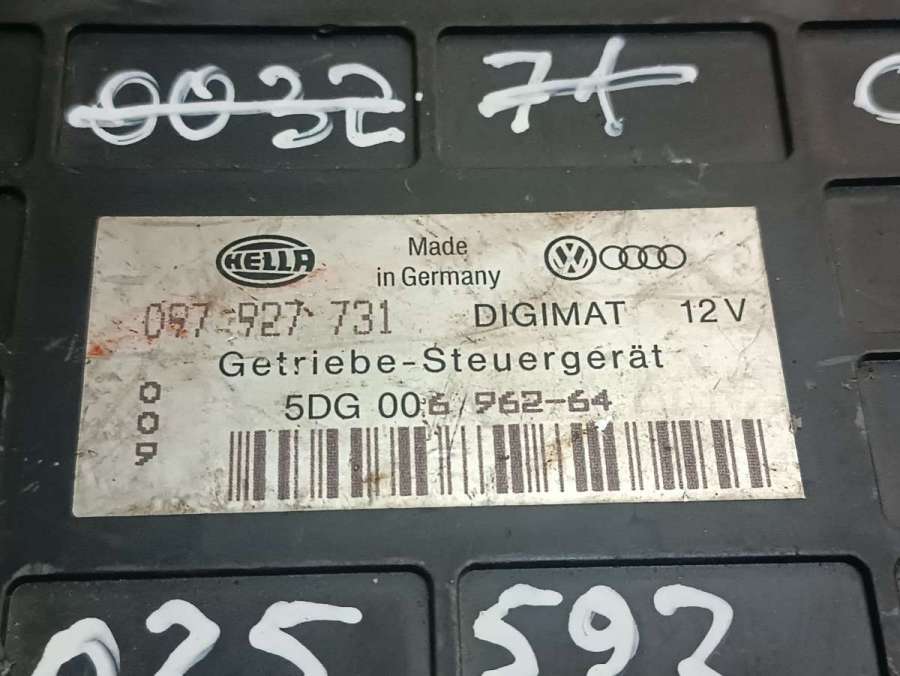 0032 71
HELLA
Made
in Germany
097 927 731 DIGIMAT 12V
Getriebe-Steuergerät
009
5DG 006 962-64
025 592